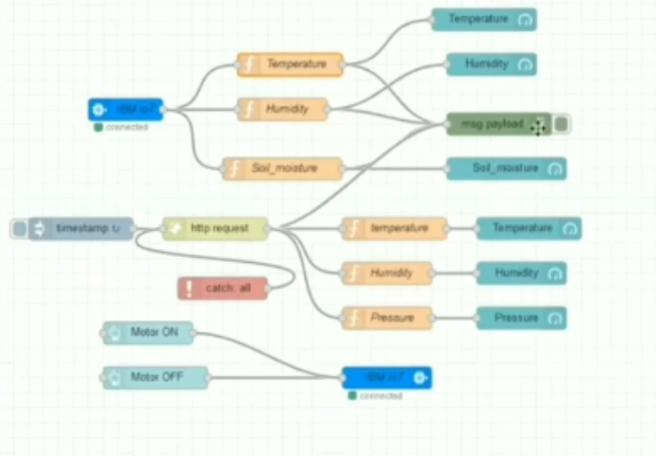 Temperature
Temperature
Humidity
IBM IoT
Humidity
connected
msg.payload
Soil_moisture
Soil_moisture
timestamp ↻
http request
temperature
Temperature
catch: all
Humidity
Humidity
Pressure
Pressure
Motor ON
Motor OFF
IBM IoT
connected